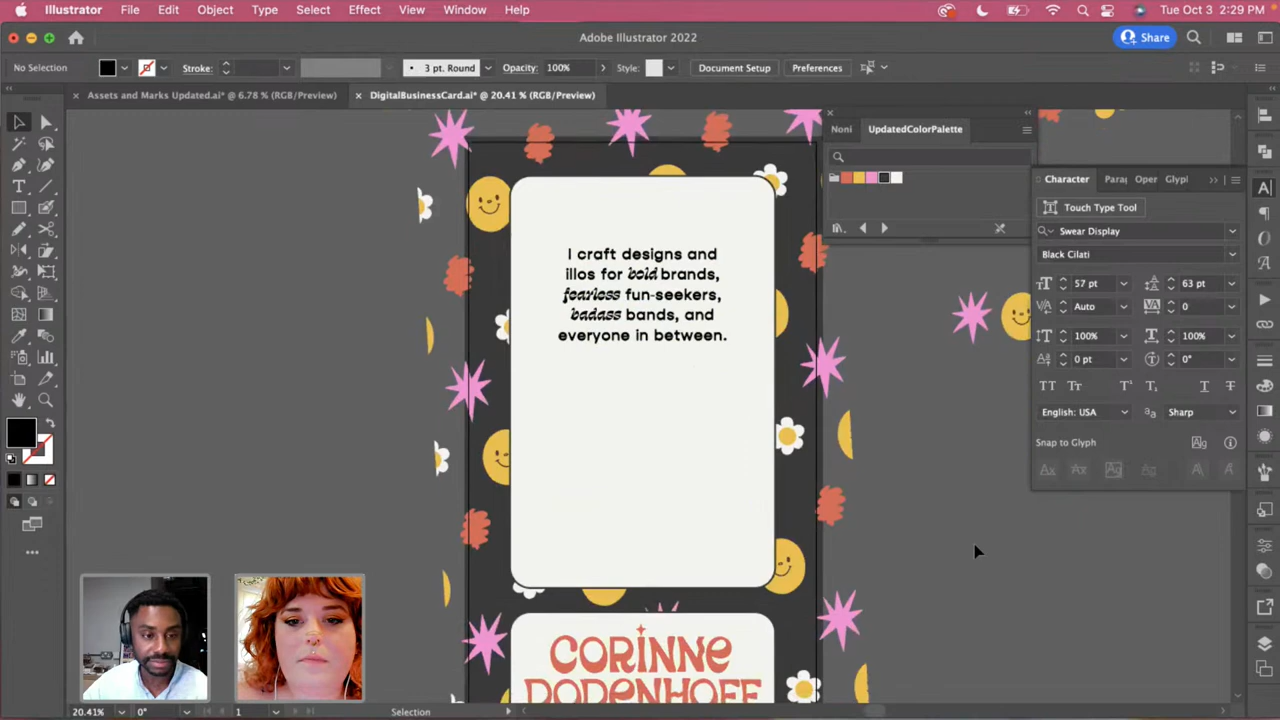 Illustrator File Edit Object Type Select Effect View Window Help Tue Oct 3 2:29 PM
Adobe Illustrator 2022 Share
No Selection Stroke: 3 pt. Round Opacity: 100% Style: Document Setup Preferences
× Assets and Marks Updated.ai* @ 6.78 % (RGB/Preview) × DigitalBusinessCard.ai* @ 20.41 % (RGB/Preview)
Noni UpdatedColorPalette
Character Para Oper Glypl
Touch Type Tool
Swear Display
Black Cilati
57 pt 63 pt
Auto 0
100% 100%
0 pt 0°
English: USA Sharp
Snap to Glyph
I craft designs and
illos for bold brands,
fearless fun-seekers,
badass bands, and
everyone in between.
CORINNE
DODENHOFF
20.41% 0° 1 Selection